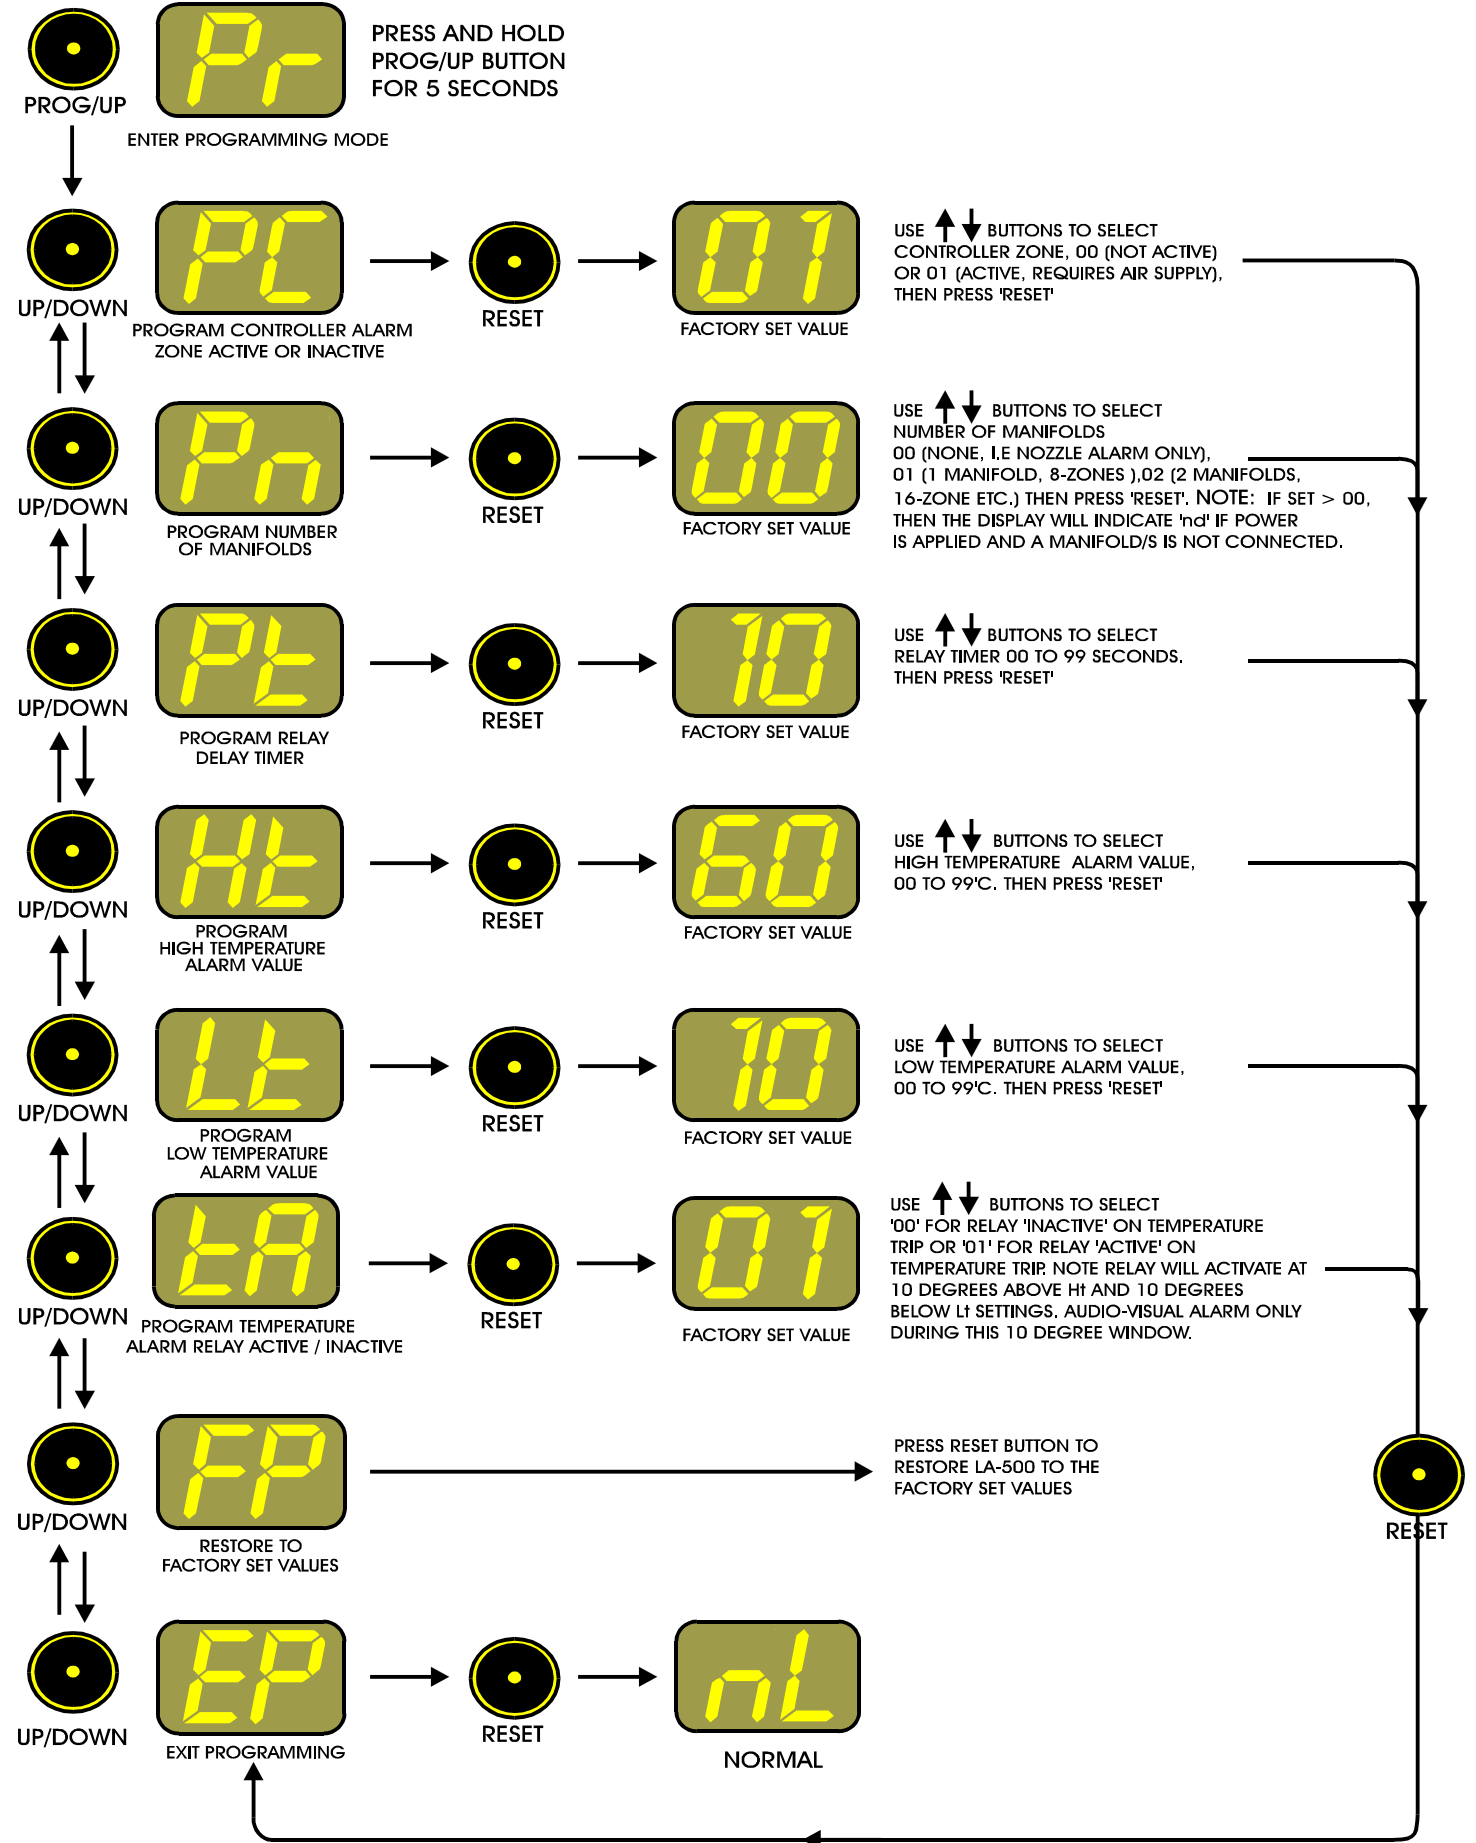 Pr
PRESS AND HOLD
PROG/UP BUTTON
FOR 5 SECONDS
PROG/UP
ENTER PROGRAMMING MODE
PC
01
USE BUTTONS TO SELECT
CONTROLLER ZONE, 00 (NOT ACTIVE)
OR 01 (ACTIVE, REQUIRES AIR SUPPLY),
THEN PRESS 'RESET'
UP/DOWN
RESET
PROGRAM CONTROLLER ALARM
ZONE ACTIVE OR INACTIVE
FACTORY SET VALUE
Pn
00
USE BUTTONS TO SELECT
NUMBER OF MANIFOLDS
00 (NONE, I,E NOZZLE ALARM ONLY),
01 (1 MANIFOLD, 8-ZONES ),02 (2 MANIFOLDS,
16-ZONE ETC.) THEN PRESS 'RESET'. NOTE: IF SET > 00,
THEN THE DISPLAY WILL INDICATE 'nd' IF POWER
IS APPLIED AND A MANIFOLD/S IS NOT CONNECTED.
UP/DOWN
RESET
PROGRAM NUMBER
OF MANIFOLDS
FACTORY SET VALUE
Pt
10
USE BUTTONS TO SELECT
RELAY TIMER 00 TO 99 SECONDS.
THEN PRESS 'RESET'
UP/DOWN
RESET
PROGRAM RELAY
DELAY TIMER
FACTORY SET VALUE
Ht
60
USE BUTTONS TO SELECT
HIGH TEMPERATURE ALARM VALUE,
00 TO 99'C. THEN PRESS 'RESET'
UP/DOWN
RESET
PROGRAM
HIGH TEMPERATURE
ALARM VALUE
FACTORY SET VALUE
Lt
10
USE BUTTONS TO SELECT
LOW TEMPERATURE ALARM VALUE,
00 TO 99'C. THEN PRESS 'RESET'
UP/DOWN
RESET
PROGRAM
LOW TEMPERATURE
ALARM VALUE
FACTORY SET VALUE
tA
01
USE BUTTONS TO SELECT
'00' FOR RELAY 'INACTIVE' ON TEMPERATURE
TRIP OR '01' FOR RELAY 'ACTIVE' ON
TEMPERATURE TRIP. NOTE RELAY WILL ACTIVATE AT
10 DEGREES ABOVE Ht AND 10 DEGREES
BELOW Lt SETTINGS. AUDIO-VISUAL ALARM ONLY
DURING THIS 10 DEGREE WINDOW.
UP/DOWN
RESET
PROGRAM TEMPERATURE
ALARM RELAY ACTIVE / INACTIVE
FACTORY SET VALUE
FP
PRESS RESET BUTTON TO
RESTORE LA-500 TO THE
FACTORY SET VALUES
UP/DOWN
RESET
RESTORE TO
FACTORY SET VALUES
EP
nL
UP/DOWN
RESET
EXIT PROGRAMMING
NORMAL